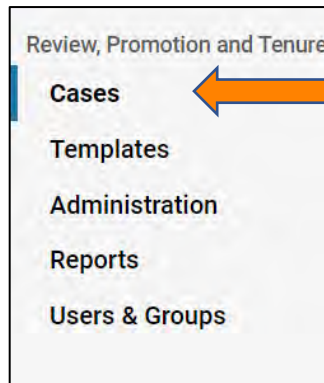 Review, Promotion and Tenure
Cases
Templates
Administration
Reports
Users & Groups